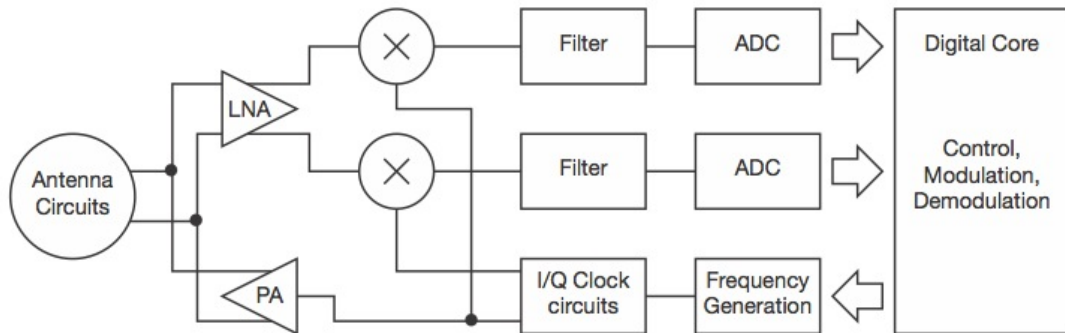 Filter
ADC
Digital Core
LNA
Antenna
Circuits
Filter
ADC
Control,
Modulation,
Demodulation
PA
I/Q Clock
circuits
Frequency
Generation